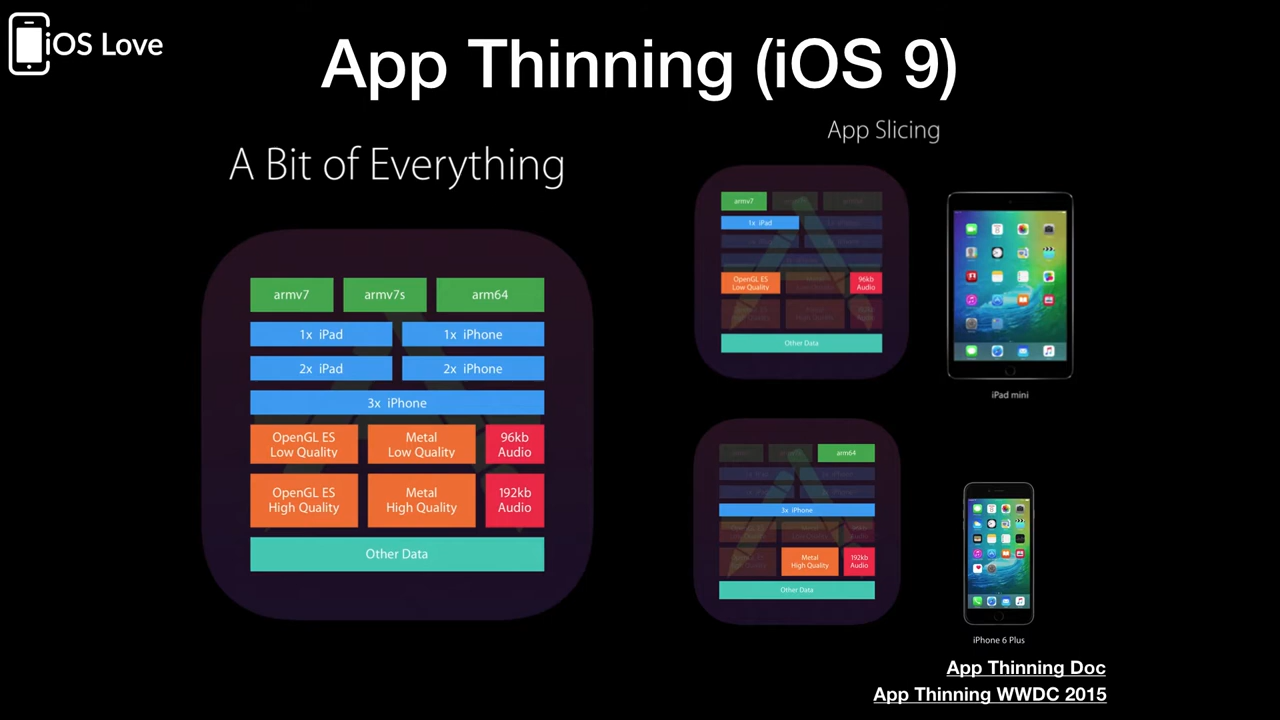 iOS Love
App Thinning (iOS 9)
A Bit of Everything
armv7 armv7s arm64
1x iPad 1x iPhone
2x iPad 2x iPhone
3x iPhone
OpenGL ES
Low Quality
Metal
Low Quality
96kb
Audio
OpenGL ES
High Quality
Metal
High Quality
192kb
Audio
Other Data
App Slicing
armv7
1x iPad
OpenGL ES
Low Quality
96kb
Audio
Other Data
iPad mini
arm64
3x iPhone
Metal
High Quality
192kb
Audio
Other Data
iPhone 6 Plus
App Thinning Doc
App Thinning WWDC 2015